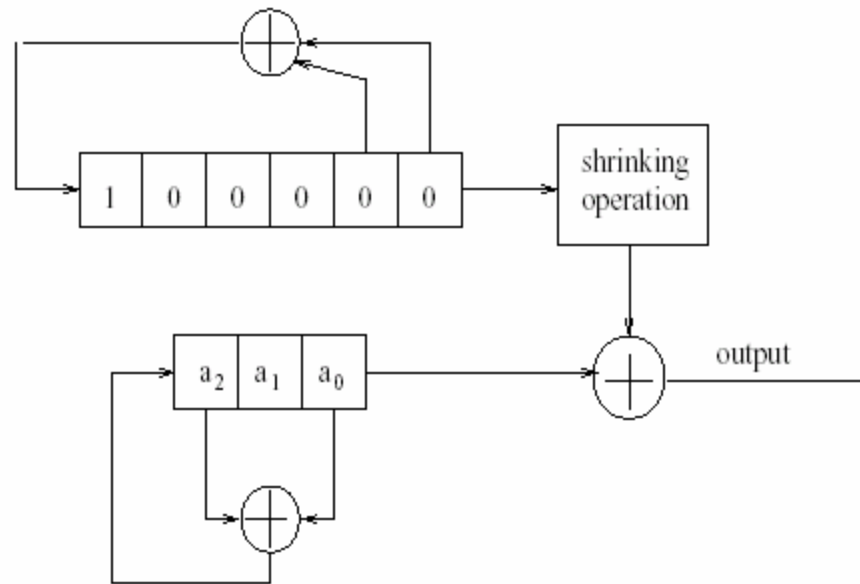 1 0 0 0 0 0
shrinking
operation
a₂ a₁ a₀
output